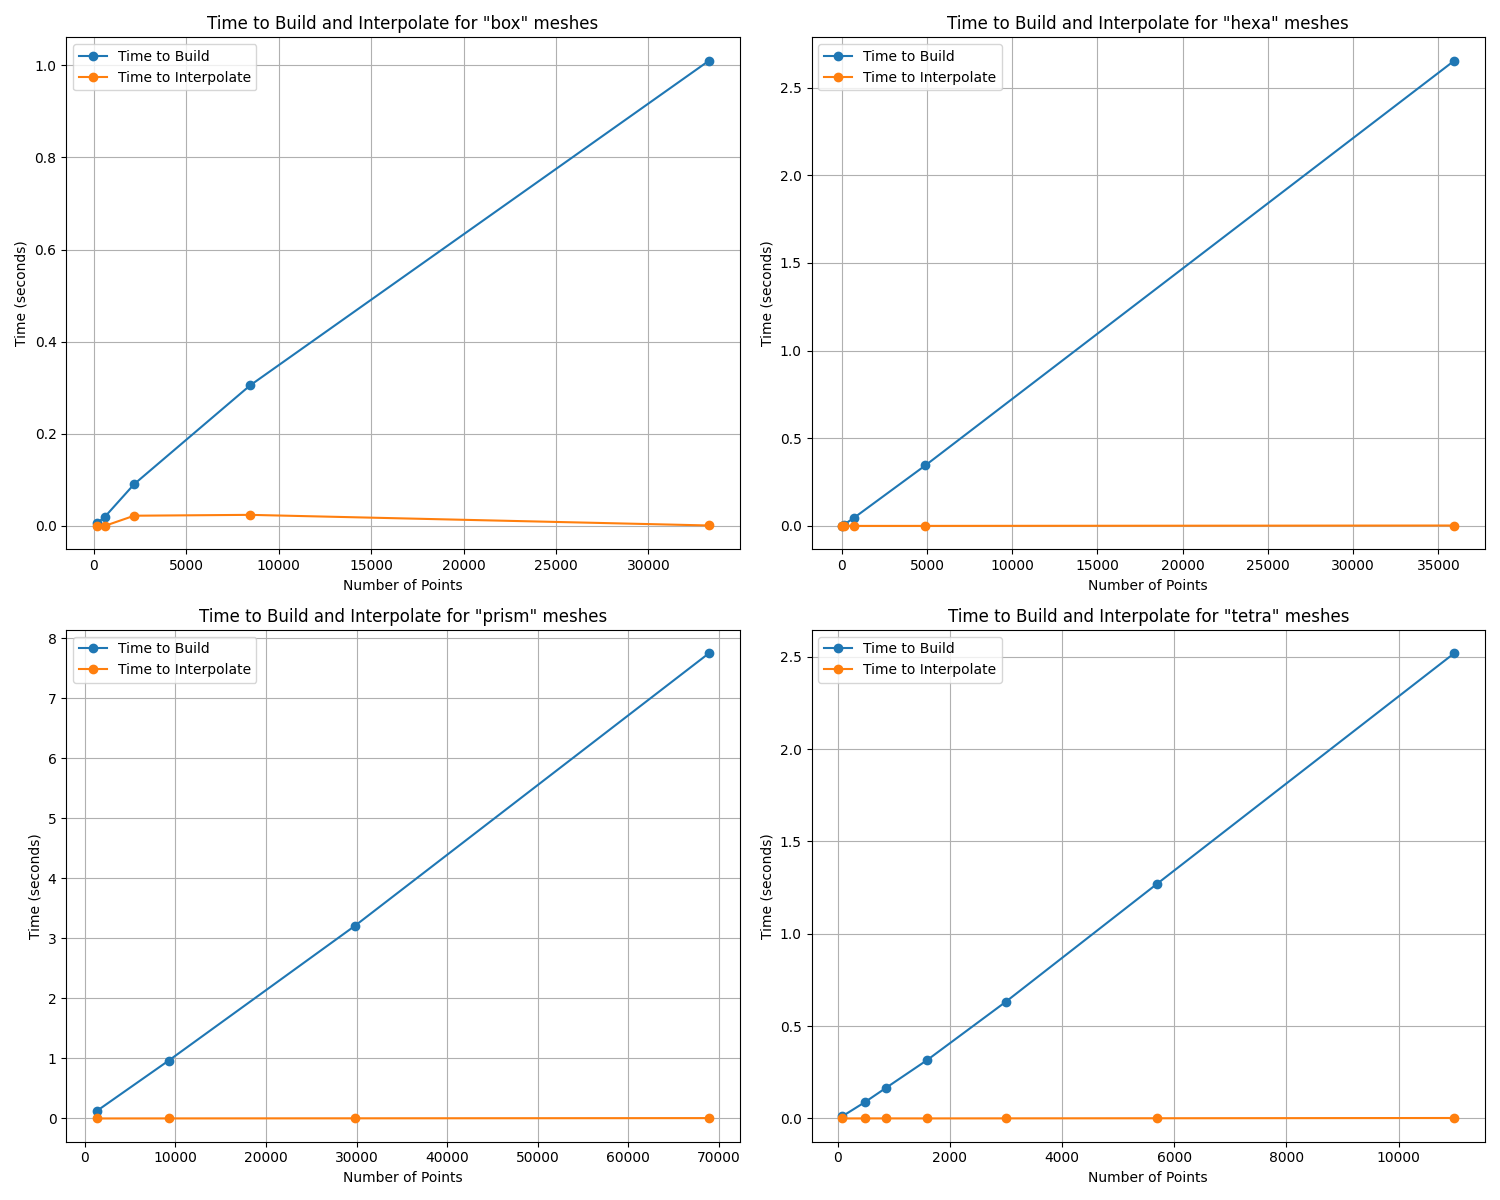 Time to Build and Interpolate for "box" meshes
Time to Build
Time to Interpolate
1.0
0.8
0.6
0.4
0.2
0.0
Time (seconds)
0 5000 10000 15000 20000 25000 30000
Number of Points
Time to Build and Interpolate for "hexa" meshes
Time to Build
Time to Interpolate
2.5
2.0
1.5
1.0
0.5
0.0
Time (seconds)
0 5000 10000 15000 20000 25000 30000 35000
Number of Points
Time to Build and Interpolate for "prism" meshes
Time to Build
Time to Interpolate
8
7
6
5
4
3
2
1
0
Time (seconds)
0 10000 20000 30000 40000 50000 60000 70000
Number of Points
Time to Build and Interpolate for "tetra" meshes
Time to Build
Time to Interpolate
2.5
2.0
1.5
1.0
0.5
0.0
Time (seconds)
0 2000 4000 6000 8000 10000
Number of Points